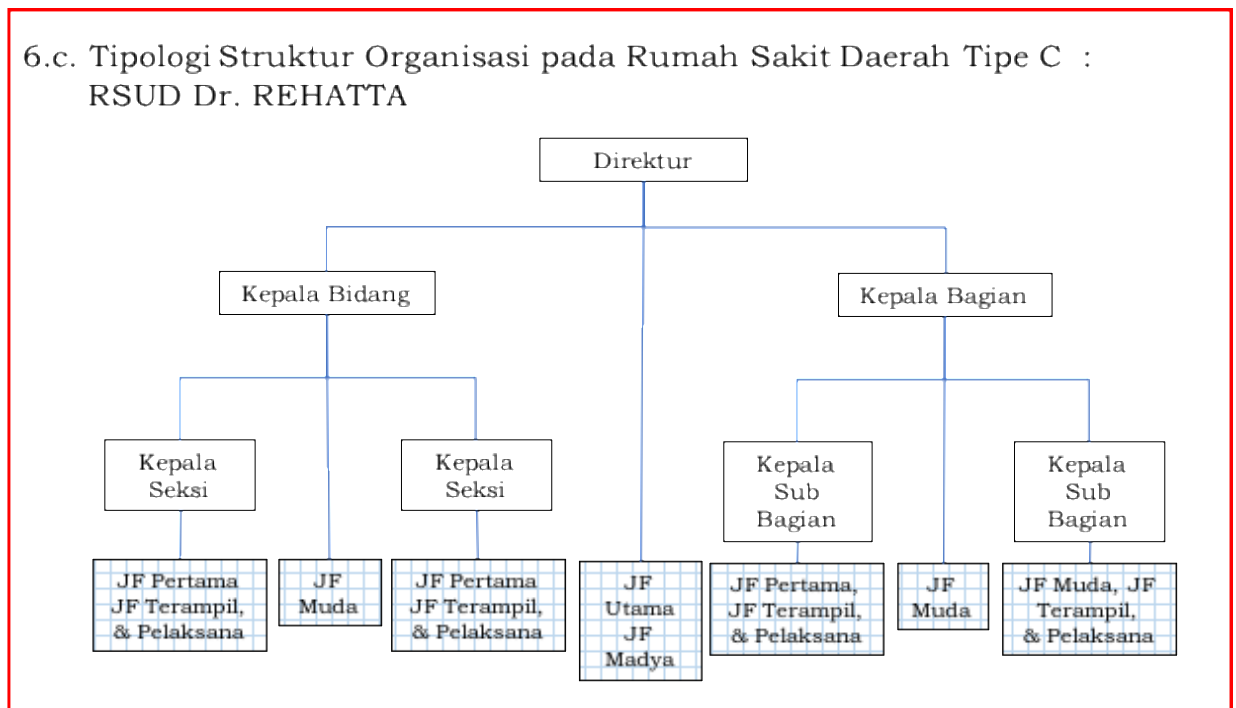 6.c. Tipologi Struktur Organisasi pada Rumah Sakit Daerah Tipe C :
RSUD Dr. REHATTA
Direktur
Kepala Bidang
Kepala Bagian
Kepala
Seksi
Kepala
Seksi
Kepala
Sub
Bagian
Kepala
Sub
Bagian
JF Pertama
JF Terampil,
& Pelaksana
JF
Muda
JF Pertama
JF Terampil,
& Pelaksana
JF
Utama
JF
Madya
JF Pertama,
JF Terampil,
& Pelaksana
JF
Muda
JF Muda, JF
Terampil,
& Pelaksana